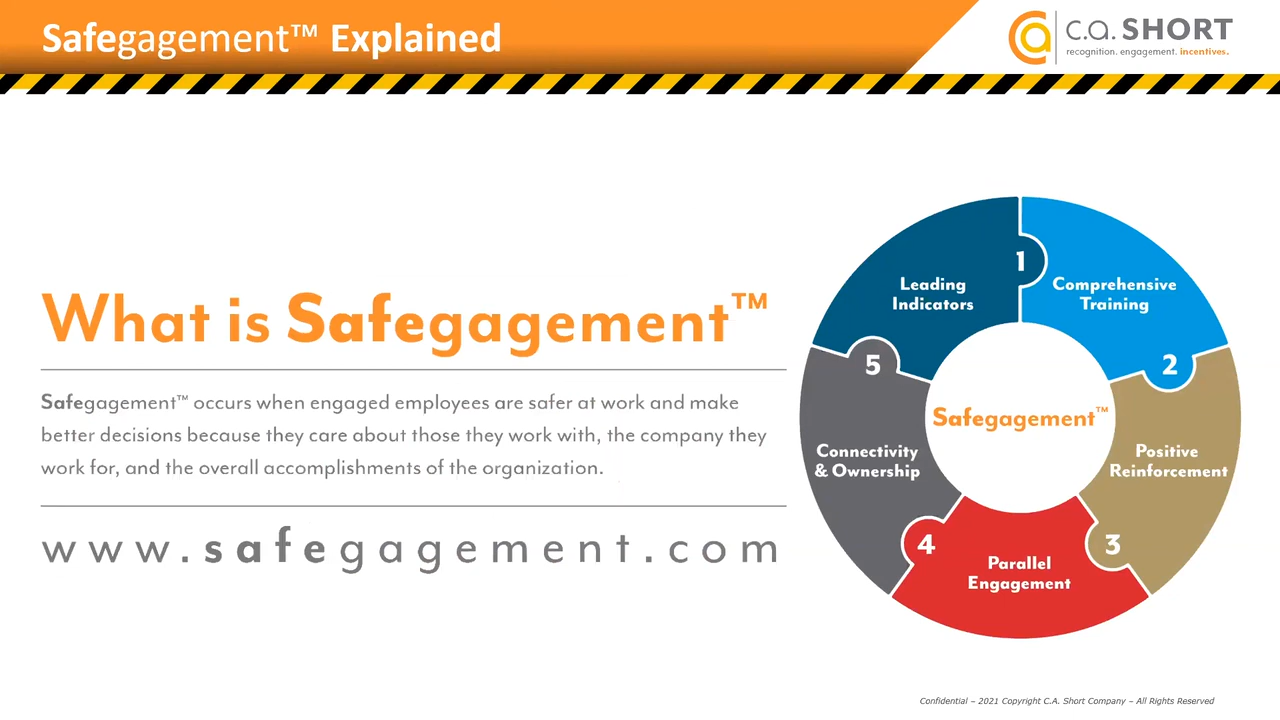 Safegagement™ Explained
c.a. SHORT
recognition. engagement. incentives.
What is Safegagement™
Safegagement™ occurs when engaged employees are safer at work and make
better decisions because they care about those they work with, the company they
work for, and the overall accomplishments of the organization.
www.safegagement.com
1
Leading
Indicators
Comprehensive
Training
2
Positive
Reinforcement
3
Parallel
Engagement
4
Connectivity
& Ownership
5
Safegagement™
Confidential – 2021 Copyright C.A. Short Company – All Rights Reserved